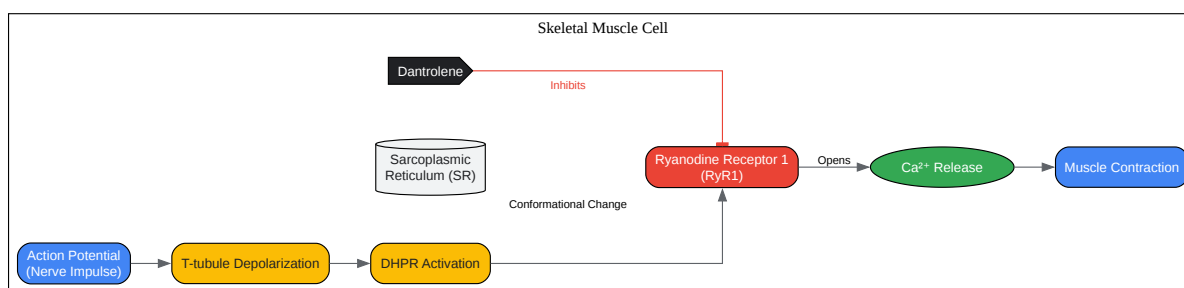 Skeletal Muscle Cell
Dantrolene
Inhibits
Sarcoplasmic
Reticulum (SR)
Ryanodine Receptor 1
(RyR1)
Opens
Ca²⁺ Release
Muscle Contraction
Conformational Change
Action Potential
(Nerve Impulse)
T-tubule Depolarization
DHPR Activation